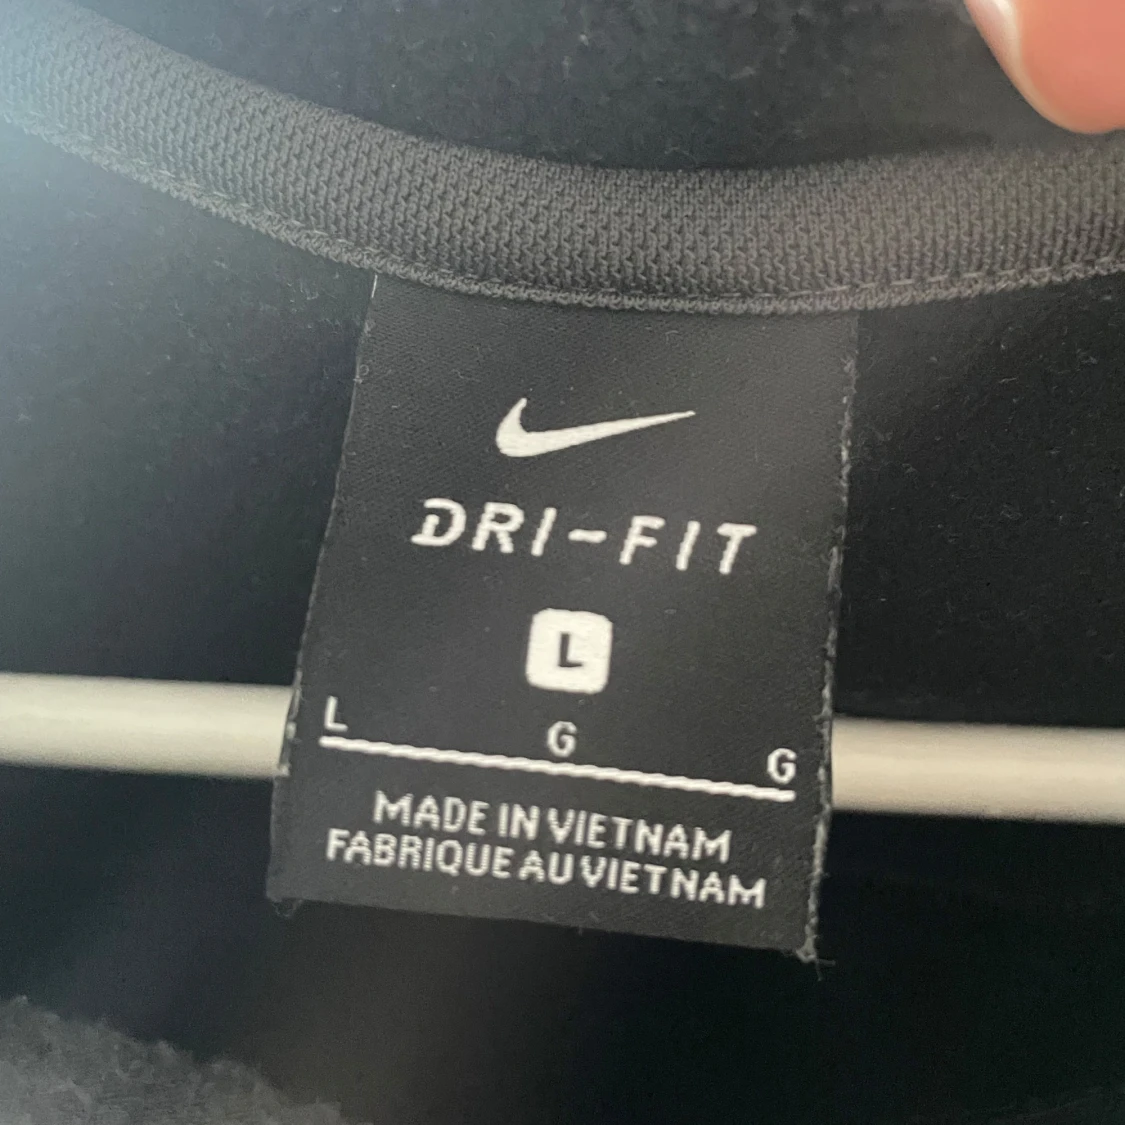 DRI-FIT
L
L G G
MADE IN VIETNAM
FABRIQUE AU VIETNAM